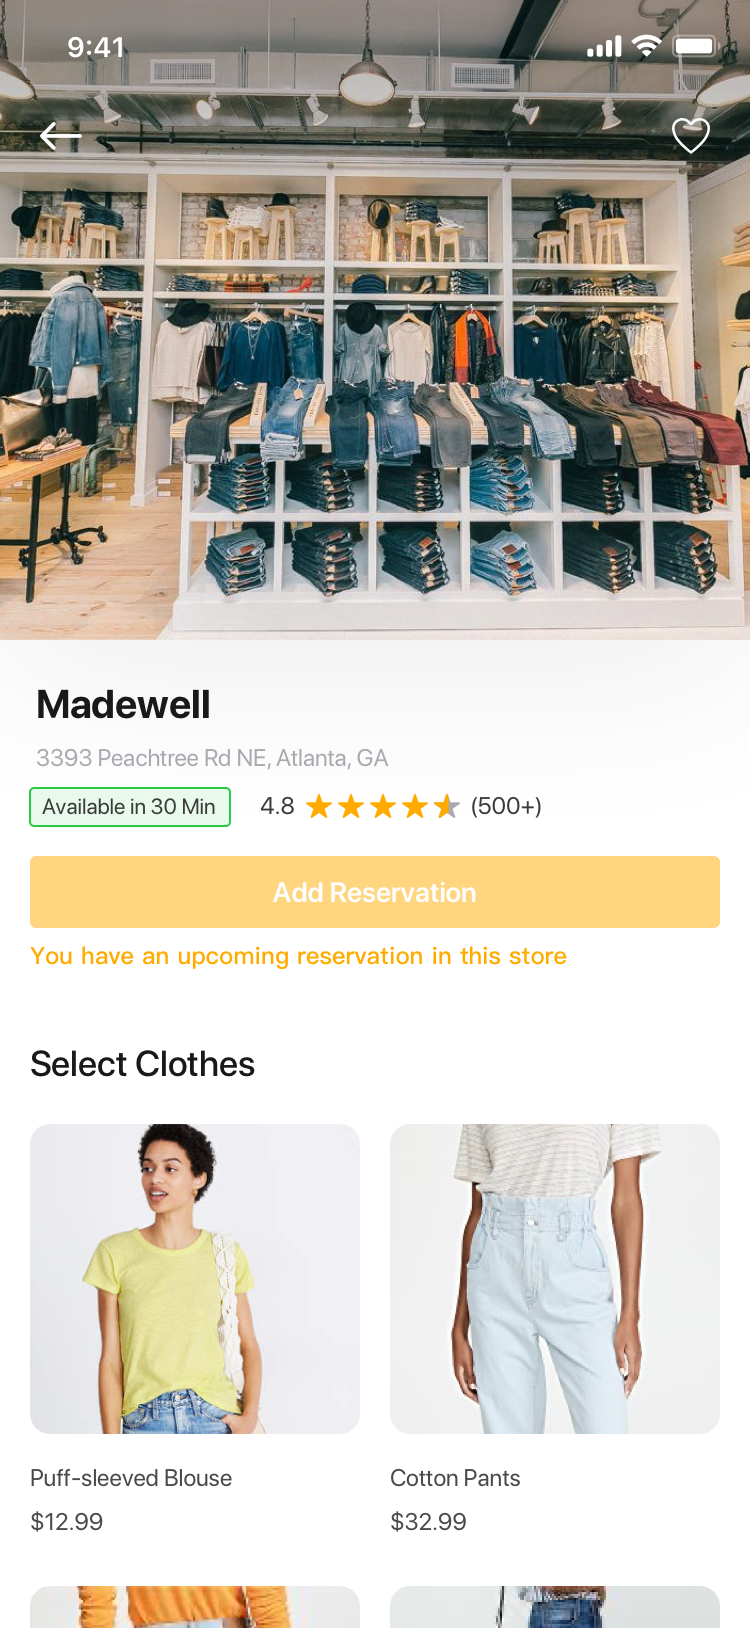 9:41
Madewell
3393 Peachtree Rd NE, Atlanta, GA
Available in 30 Min
4.8 (500+)
Add Reservation
You have an upcoming reservation in this store
Select Clothes
Puff-sleeved Blouse
Cotton Pants
$12.99
$32.99